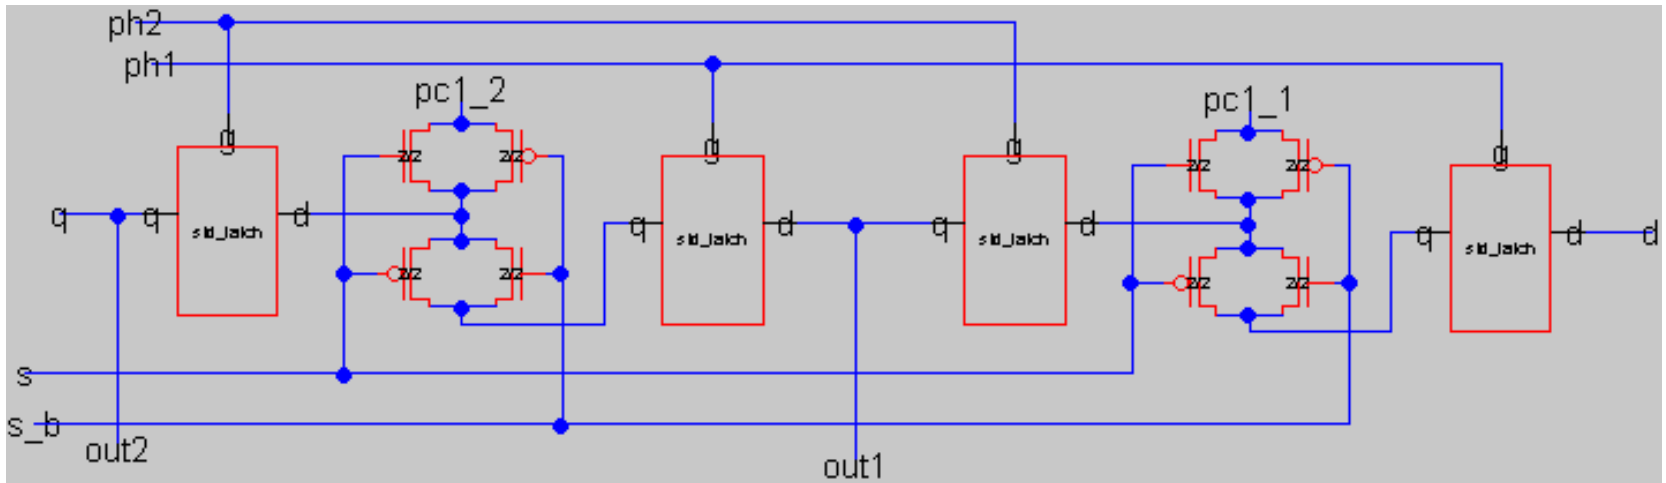 ph2
ph1
pc1_2
pc1_1
g
g
g
g
2/2
2/2
2/2
2/2
q
q
std_latch
d
q
std_latch
d
q
std_latch
d
q
std_latch
d
d
2/2
2/2
2/2
2/2
s
s_b
out2
out1